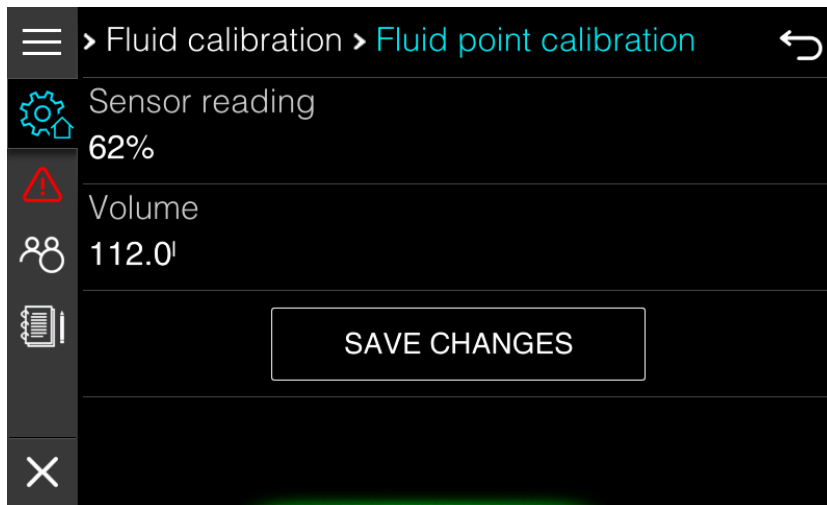 > Fluid calibration > Fluid point calibration
Sensor reading
62%
Volume
112.0l
SAVE CHANGES